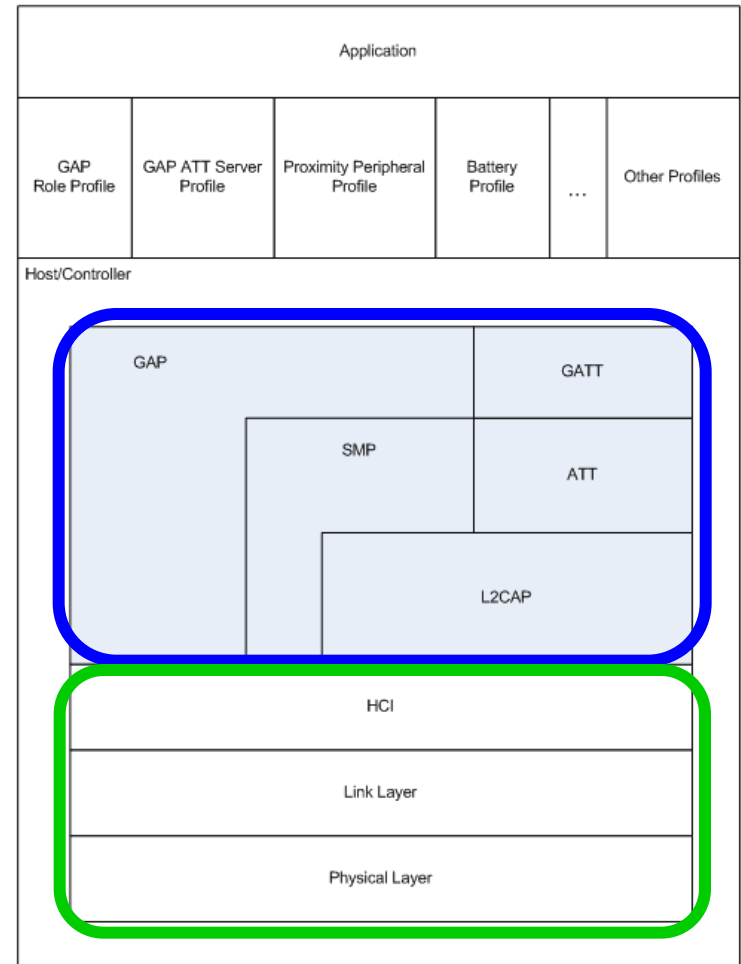 Application
GAP
Role Profile
GAP ATT Server
Profile
Proximity Peripheral
Profile
Battery
Profile
...
Other Profiles
Host/Controller
GAP
GATT
SMP
ATT
L2CAP
HCI
Link Layer
Physical Layer